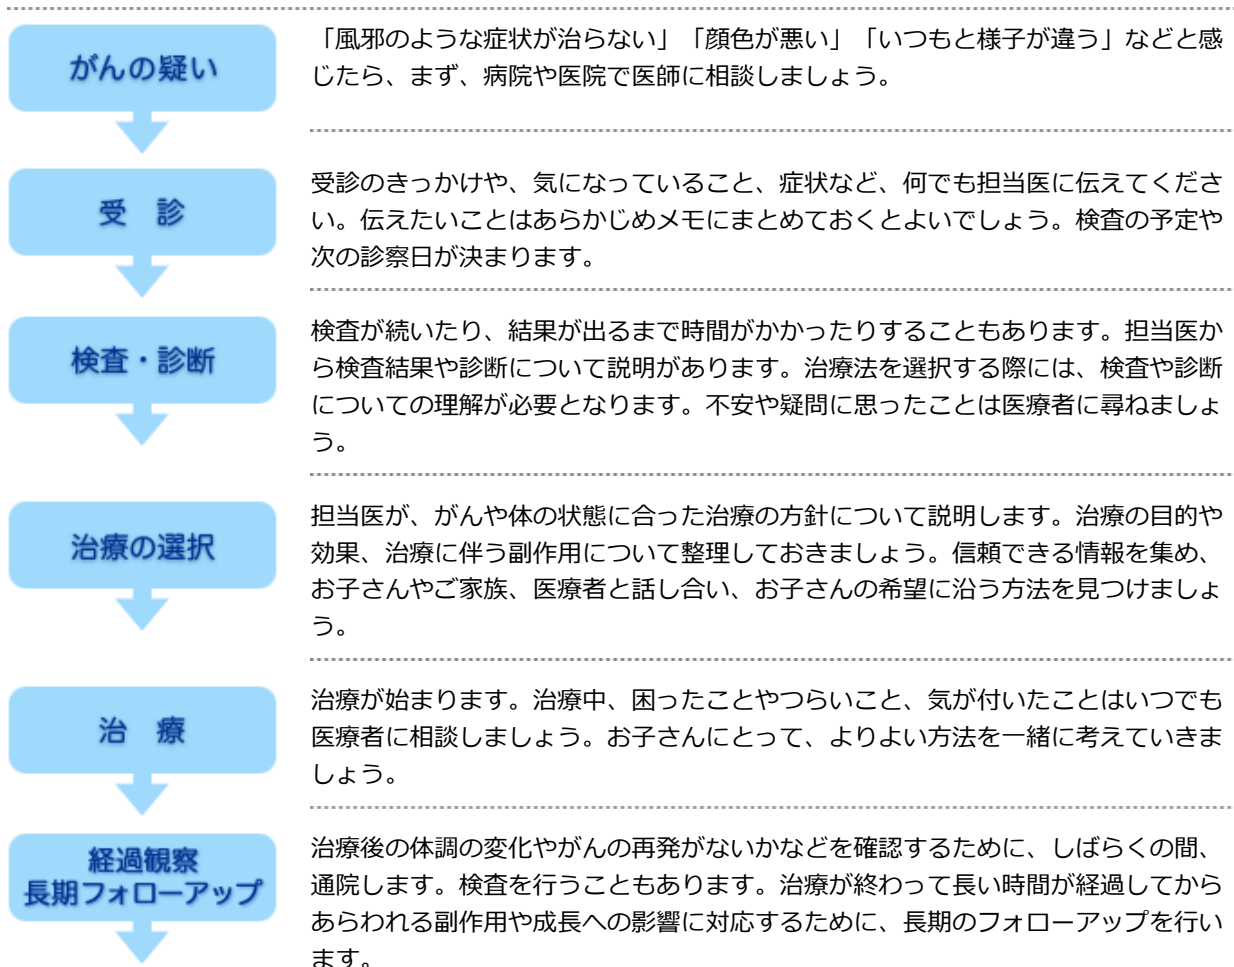 がんの疑い
「風邪のような症状が治らない」「顔色が悪い」「いつもと様子が違う」などと感
じたら、まず、病院や医院で医師に相談しましょう。
受　診
受診のきっかけや、気になっていること、症状など、何でも担当医に伝えてくださ
い。伝えたいことはあらかじめメモにまとめておくとよいでしょう。検査の予定や
次の診察日が決まります。
検査・診断
検査が続いたり、結果が出るまで時間がかかったりすることもあります。担当医か
ら検査結果や診断について説明があります。治療法を選択する際には、検査や診断
についての理解が必要となります。不安や疑問に思ったことは医療者に尋ねましょ
う。
治療の選択
担当医が、がんや体の状態に合った治療の方針について説明します。治療の目的や
効果、治療に伴う副作用について整理しておきましょう。信頼できる情報を集め、
お子さんやご家族、医療者と話し合い、お子さんの希望に沿う方法を見つけましょ
う。
治　療
治療が始まります。治療中、困ったことやつらいこと、気が付いたことはいつでも
医療者に相談しましょう。お子さんにとって、よりよい方法を一緒に考えていきま
しょう。
経過観察
長期フォローアップ
治療後の体調の変化やがんの再発がないかなどを確認するために、しばらくの間、
通院します。検査を行うこともあります。治療が終わって長い時間が経過してから
あらわれる副作用や成長への影響に対応するために、長期のフォローアップを行い
ます。